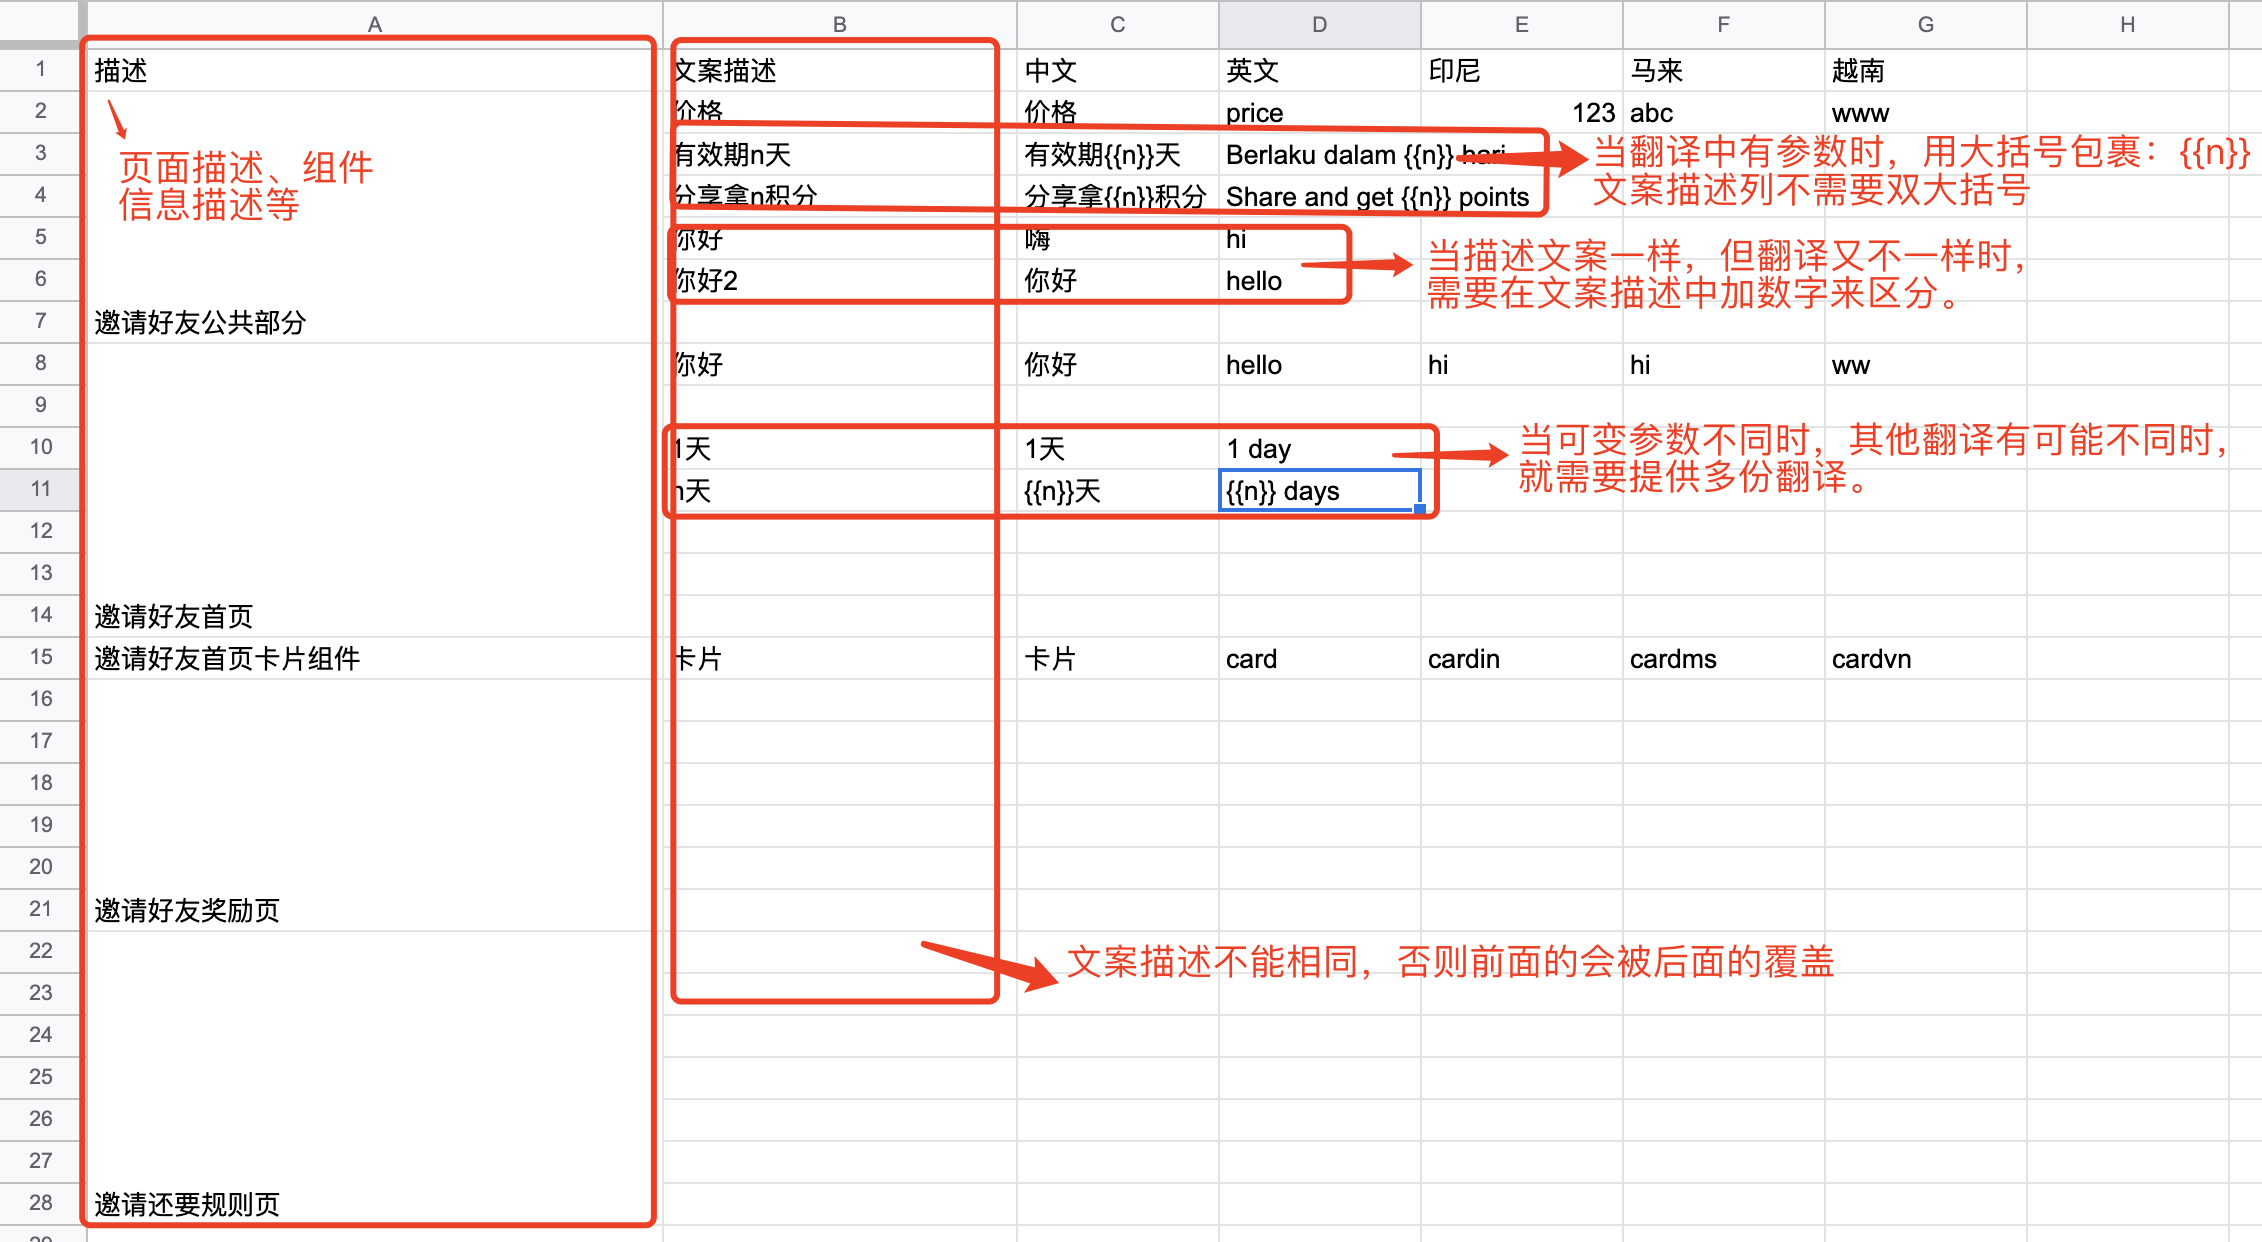 A B C D E F G H
1 描述 文案描述 中文 英文 印尼 马来 越南
2 价格 价格 price 123 abc www
3 有效期n天 有效期{{n}}天 Berlaku dalam {{n}} hari
4 分享拿n积分 分享拿{{n}}积分 Share and get {{n}} points
页面描述、组件
信息描述等
当翻译中有参数时，用大括号包裹：{{n}}
文案描述列不需要双大括号
5 你好 嗨 hi
6 你好2 你好 hello
当描述文案一样，但翻译又不一样时，
需要在文案描述中加数字来区分。
7 邀请好友公共部分
8 你好 你好 hello hi hi ww
9
10 1天 1天 1 day
11 n天 {{n}}天 {{n}} days
当可变参数不同时，其他翻译有可能不同时，
就需要提供多份翻译。
12
13
14 邀请好友首页
15 邀请好友首页卡片组件 卡片 卡片 card cardin cardms cardvn
16
17
18
19
20
21 邀请好友奖励页
22
文案描述不能相同，否则前面的会被后面的覆盖
23
24
25
26
27
28 邀请还要规则页
29